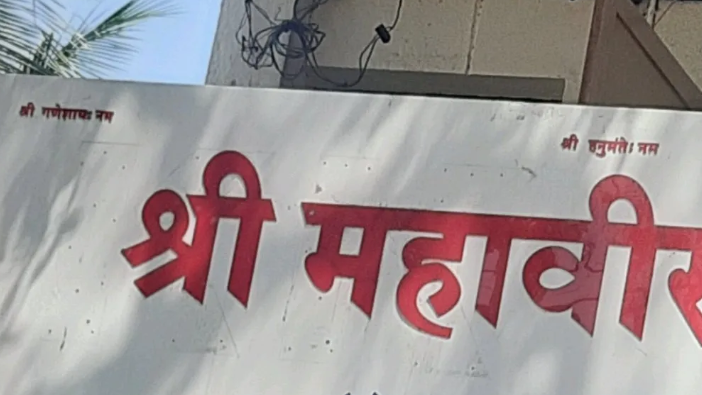 श्री गणेशायः नम
श्री हनुमंतेः नम
श्री महावीर